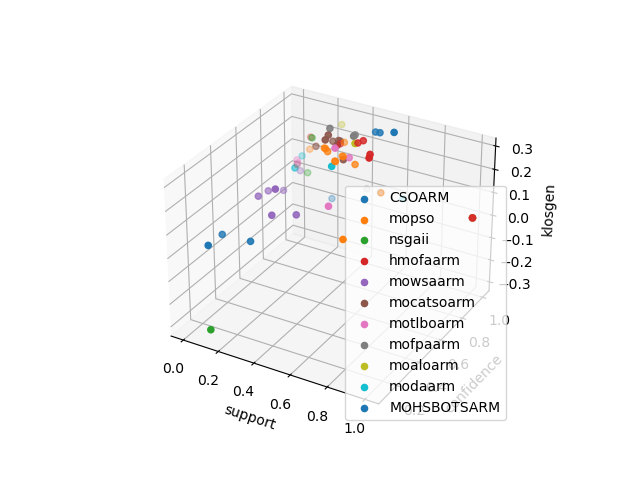 0.3
0.2
0.1
0.0
-0.1
-0.2
-0.3
klosgen
CSOARM
mopso
nsgaii
hmofaarm
mowsaarm
mocatsoarm
motlboarm
mofpaarm
moaloarm
modaarm
MOHSBOTSARM
1.0
0.8
0.6
0.2
confidence
0.0
0.2
0.4
0.6
0.8
1.0
support